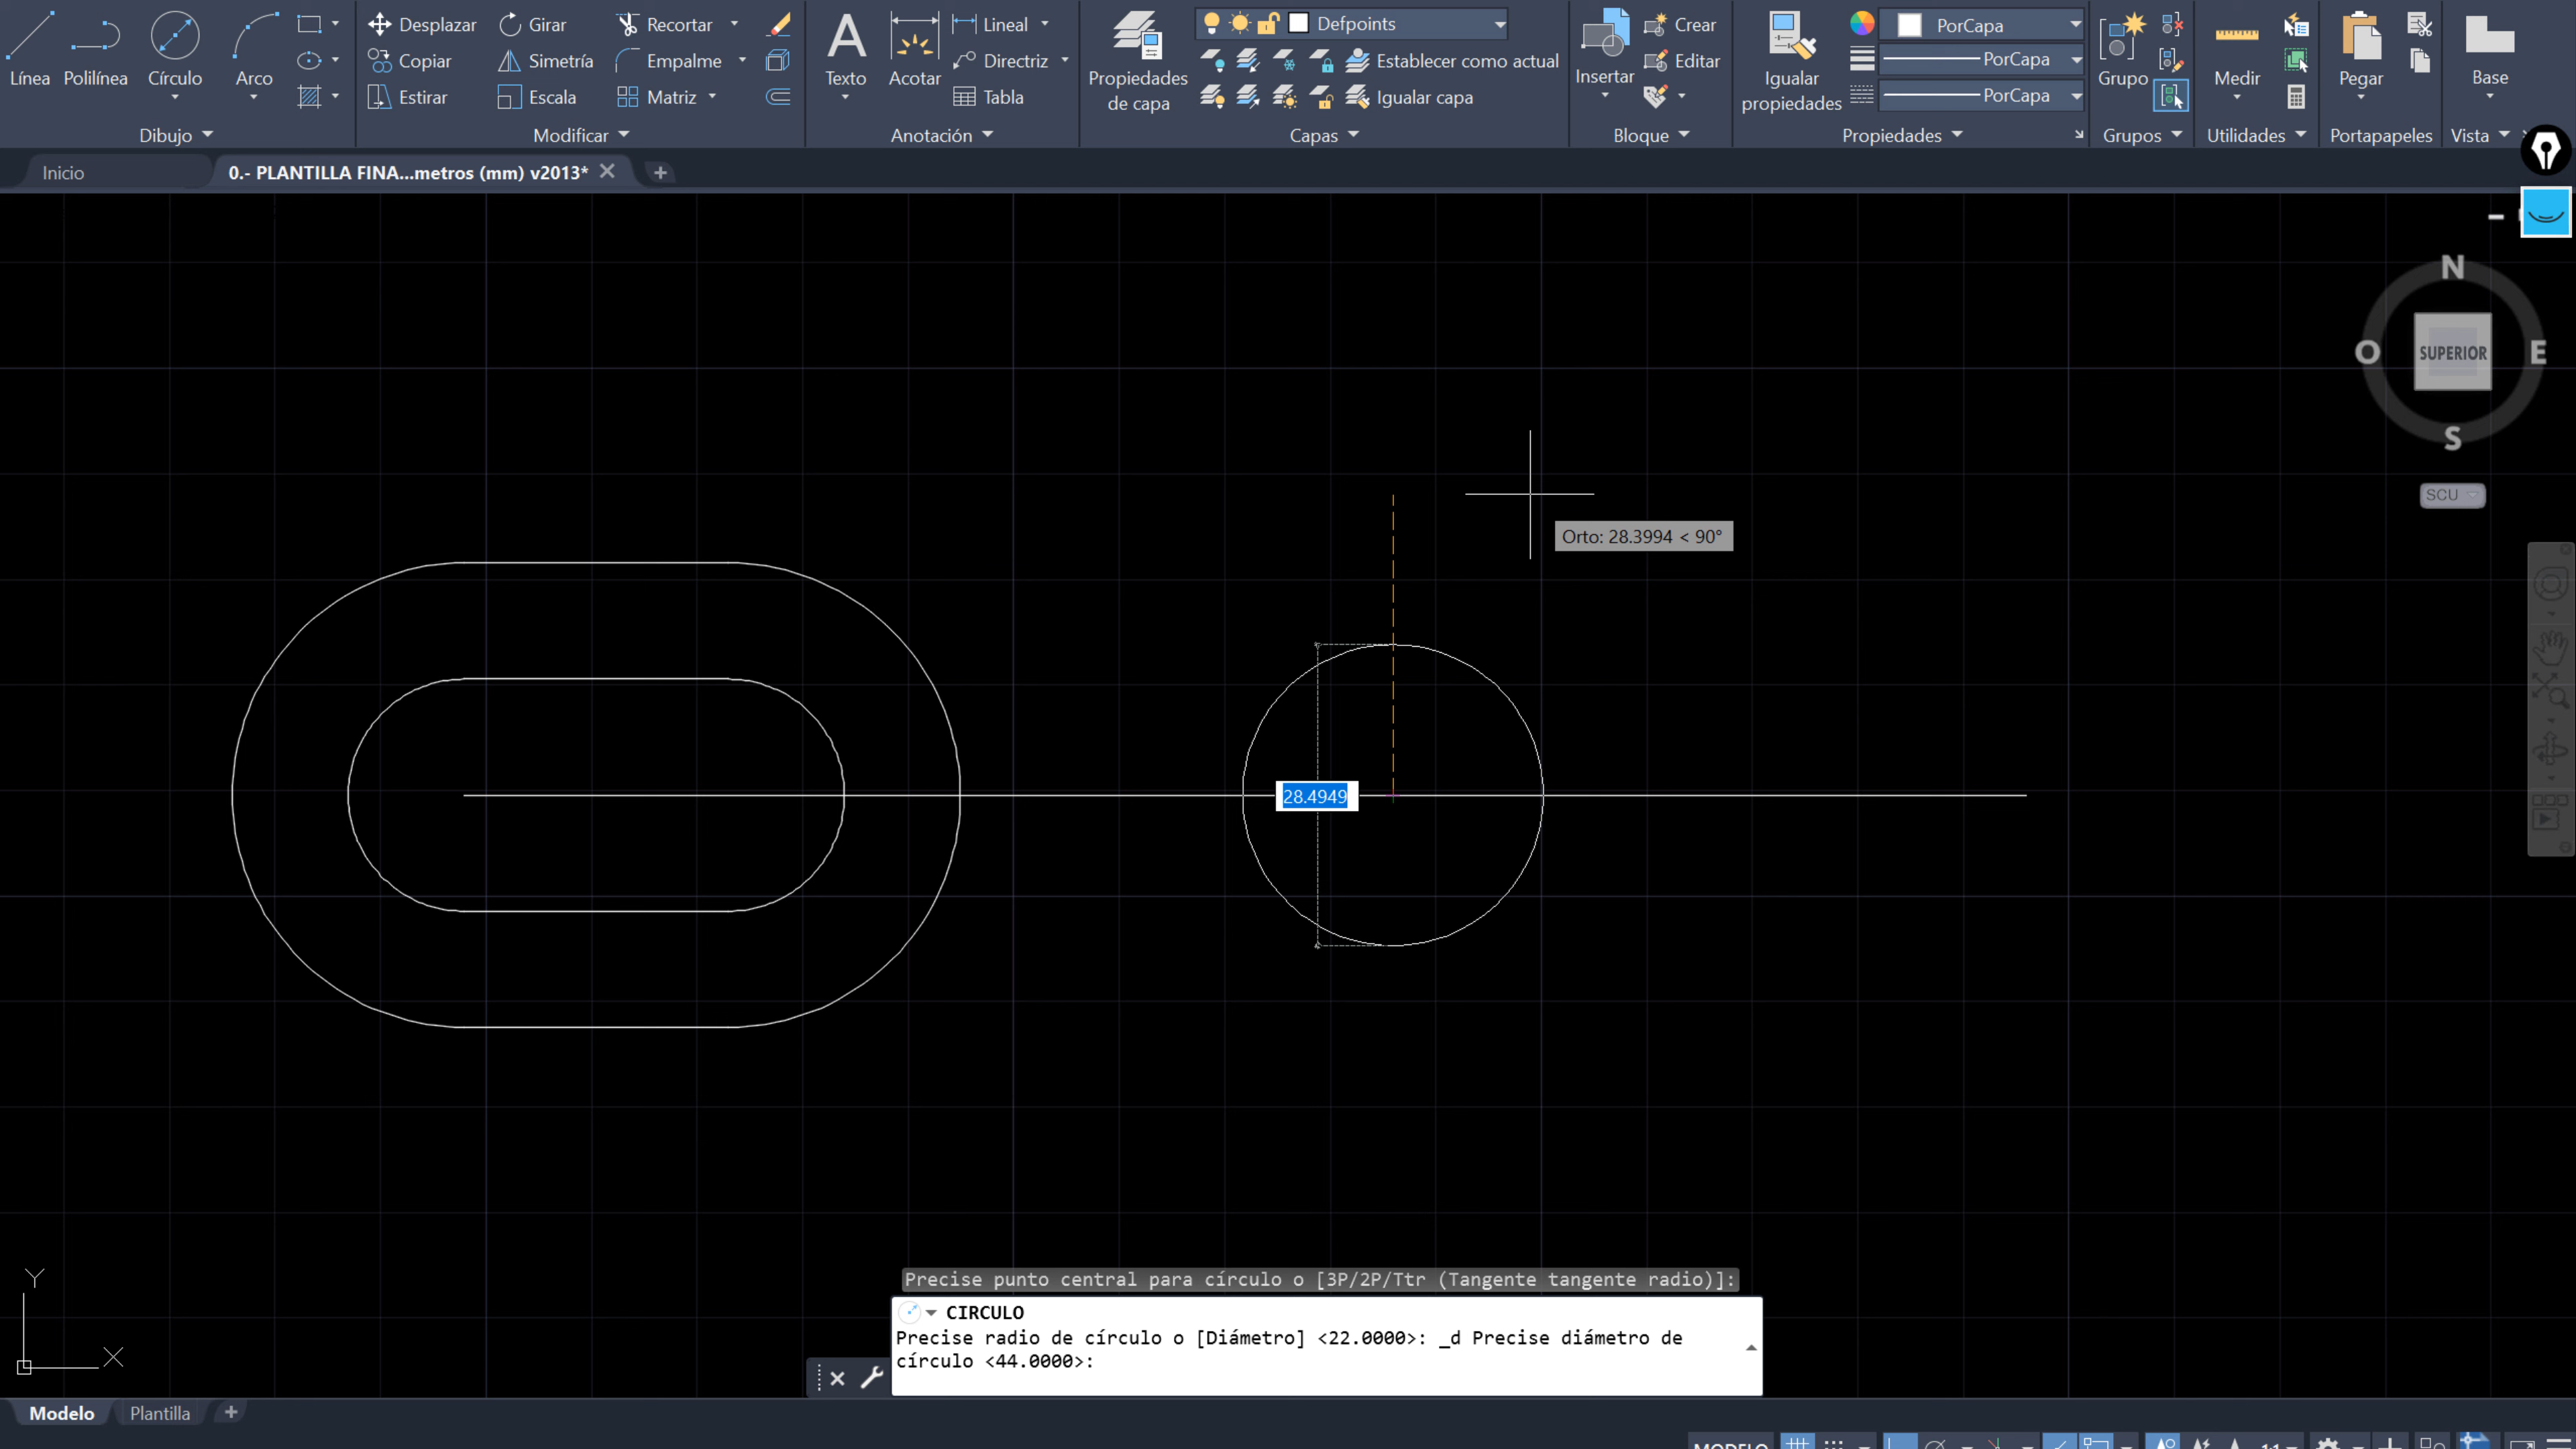 Línea
Polilínea
Círculo
Arco
Desplazar
Girar
Recortar
Copiar
Simetría
Empalme
Estirar
Escala
Matriz
Dibujo
Modificar
A
Texto
Acotar
Lineal
Directriz
Tabla
Anotación
Propiedades
de capa
Defpoints
Establecer como actual
Igualar capa
Capas
Insertar
Crear
Editar
Bloque
Igualar
propiedades
PorCapa
PorCapa
PorCapa
Propiedades
Grupo
Grupos
Medir
Utilidades
Pegar
Portapapeles
Base
Vista
Inicio
0.- PLANTILLA FINA...metros (mm) v2013*
N
O
SUPERIOR
E
S
SCU
Orto: 28.3994 < 90°
28.4949
Y
X
Precise punto central para círculo o [3P/2P/Ttr (Tangente tangente radio)]:
CIRCULO
Precise radio de círculo o [Diámetro] <22.0000>: _d Precise diámetro de
círculo <44.0000>:
Modelo
Plantilla
MODELO
1:1